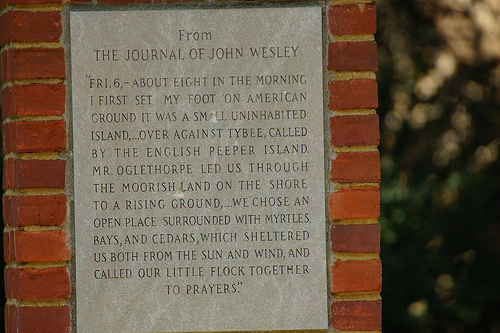 From
THE JOURNAL OF JOHN WESLEY
"FRI. 6, - ABOUT EIGHT IN THE MORNING
I FIRST SET MY FOOT ON AMERICAN
GROUND IT WAS A SMALL UNINHABITED
ISLAND,...OVER AGAINST TYBEE, CALLED
BY THE ENGLISH PEEPER ISLAND.
MR. OGLETHORPE LED US THROUGH
THE MOORISH LAND ON THE SHORE
TO A RISING GROUND,...WE CHOSE AN
OPEN PLACE SURROUNDED WITH MYRTLES,
BAYS, AND CEDARS, WHICH SHELTERED
US BOTH FROM THE SUN AND WIND, AND
CALLED OUR LITTLE FLOCK TOGETHER
TO PRAYERS."